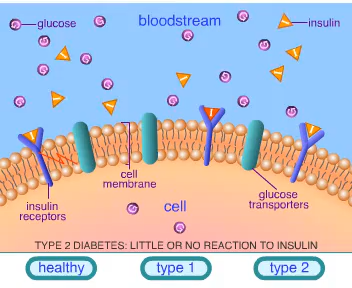 glucose
bloodstream
insulin
cell
membrane
insulin
receptors
cell
glucose
transporters
TYPE 2 DIABETES: LITTLE OR NO REACTION TO INSULIN
healthy
type 1
type 2